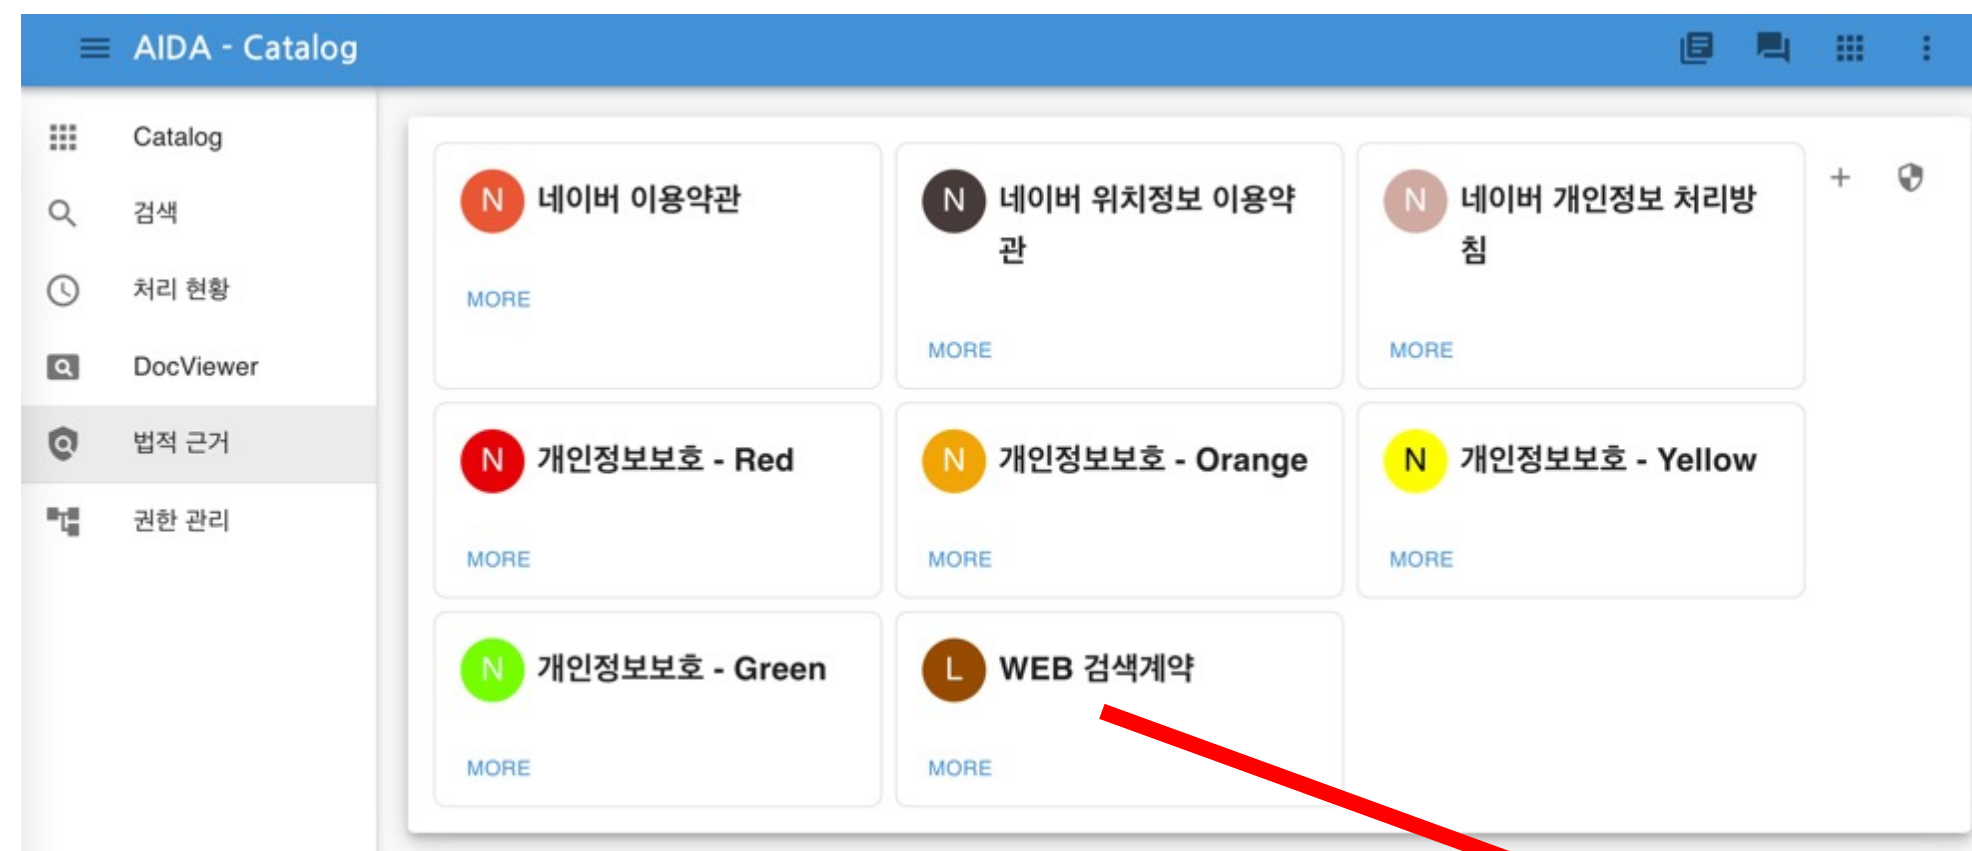 AIDA - Catalog
Catalog
검색
처리 현황
DocViewer
법적 근거
권한 관리
N 네이버 이용약관
MORE
N 네이버 위치정보 이용약
관
MORE
N 네이버 개인정보 처리방
침
MORE
N 개인정보보호 - Red
MORE
N 개인정보보호 - Orange
MORE
N 개인정보보호 - Yellow
MORE
N 개인정보보호 - Green
MORE
L WEB 검색계약
MORE